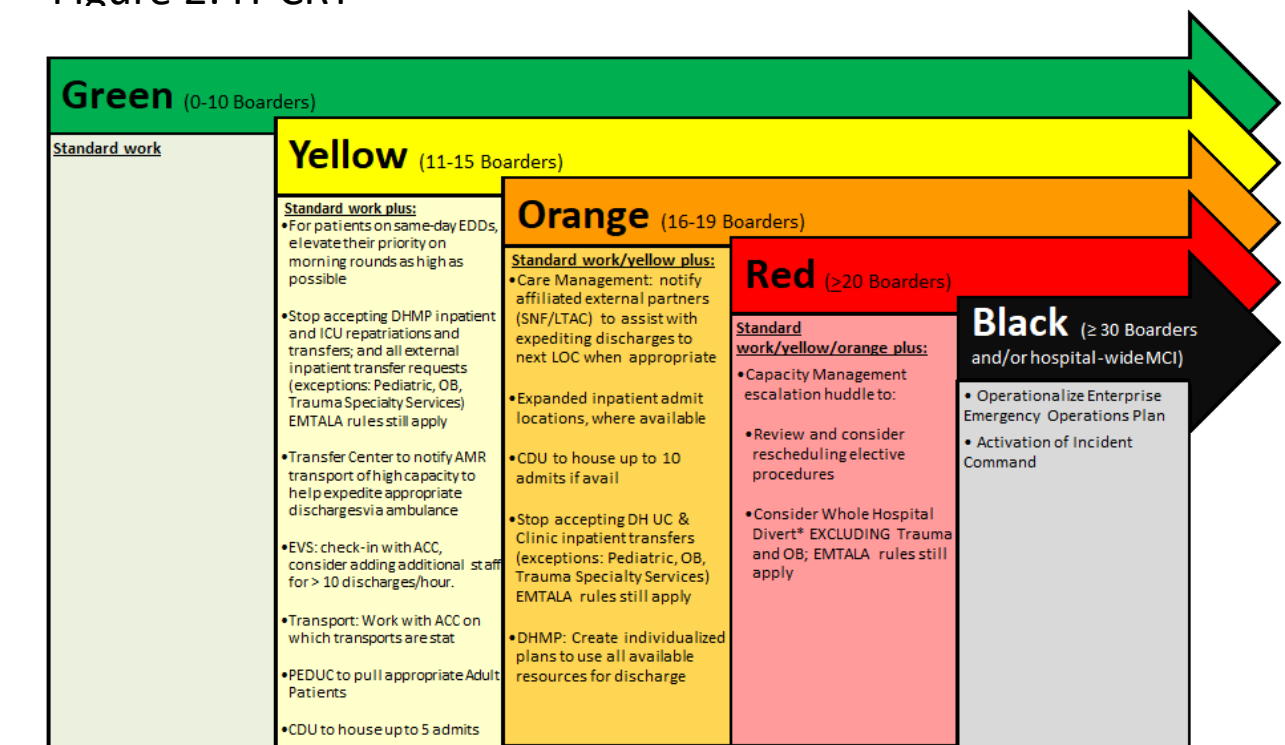 Figure 2. IP CRT
Green (0-10 Boarders)
Standard work
Yellow (11-15 Boarders)
Standard work plus:
•For patients on same-day EDDs,
elevate their priority on
morning rounds as high as
possible
•Stop accepting DHMP inpatient
and ICU repatriations and
transfers; and all external
inpatient transfer requests
(exceptions: Pediatric, OB,
Trauma Specialty Services)
EMTALA rules still apply
•Transfer Center to notify AMR
transport of high capacity to
help expedite appropriate
discharges via ambulance
•EVS: check-in with ACC,
consider adding additional staff
for > 10 discharges/hour.
•Transport: Work with ACC on
which transports are stat
•PEDUC to pull appropriate Adult
Patients
•CDU to house up to 5 admits
Orange (16-19 Boarders)
Standard work/yellow plus:
•Care Management: notify
affiliated external partners
(SNF/LTAC) to assist with
expediting discharges to
next LOC when appropriate
•Expanded inpatient admit
locations, where available
•CDU to house up to 10
admits if avail
•Stop accepting DH UC &
Clinic inpatient transfers
(exceptions: Pediatric, OB,
Trauma Specialty Services)
EMTALA rules still apply
•DHMP: Create individualized
plans to use all available
resources for discharge
Red (≥20 Boarders)
Standard
work/yellow/orange plus:
•Capacity Management
escalation huddle to:
•Review and consider
rescheduling elective
procedures
•Consider Whole Hospital
Divert* EXCLUDING Trauma
and OB; EMTALA rules still
apply
Black (≥ 30 Boarders
and/or hospital-wide MCI)
• Operationalize Enterprise
Emergency Operations Plan
• Activation of Incident
Command